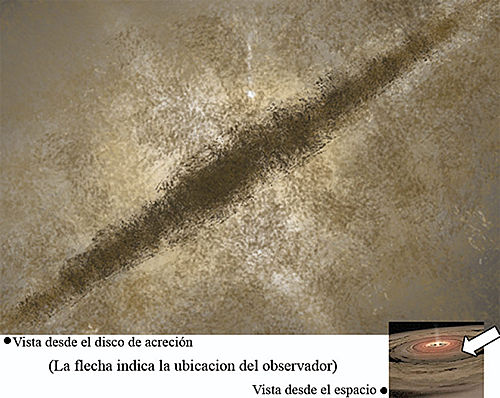 ●Vista desde el disco de acreción
(La flecha indica la ubicacion del observador)
Vista desde el espacio●